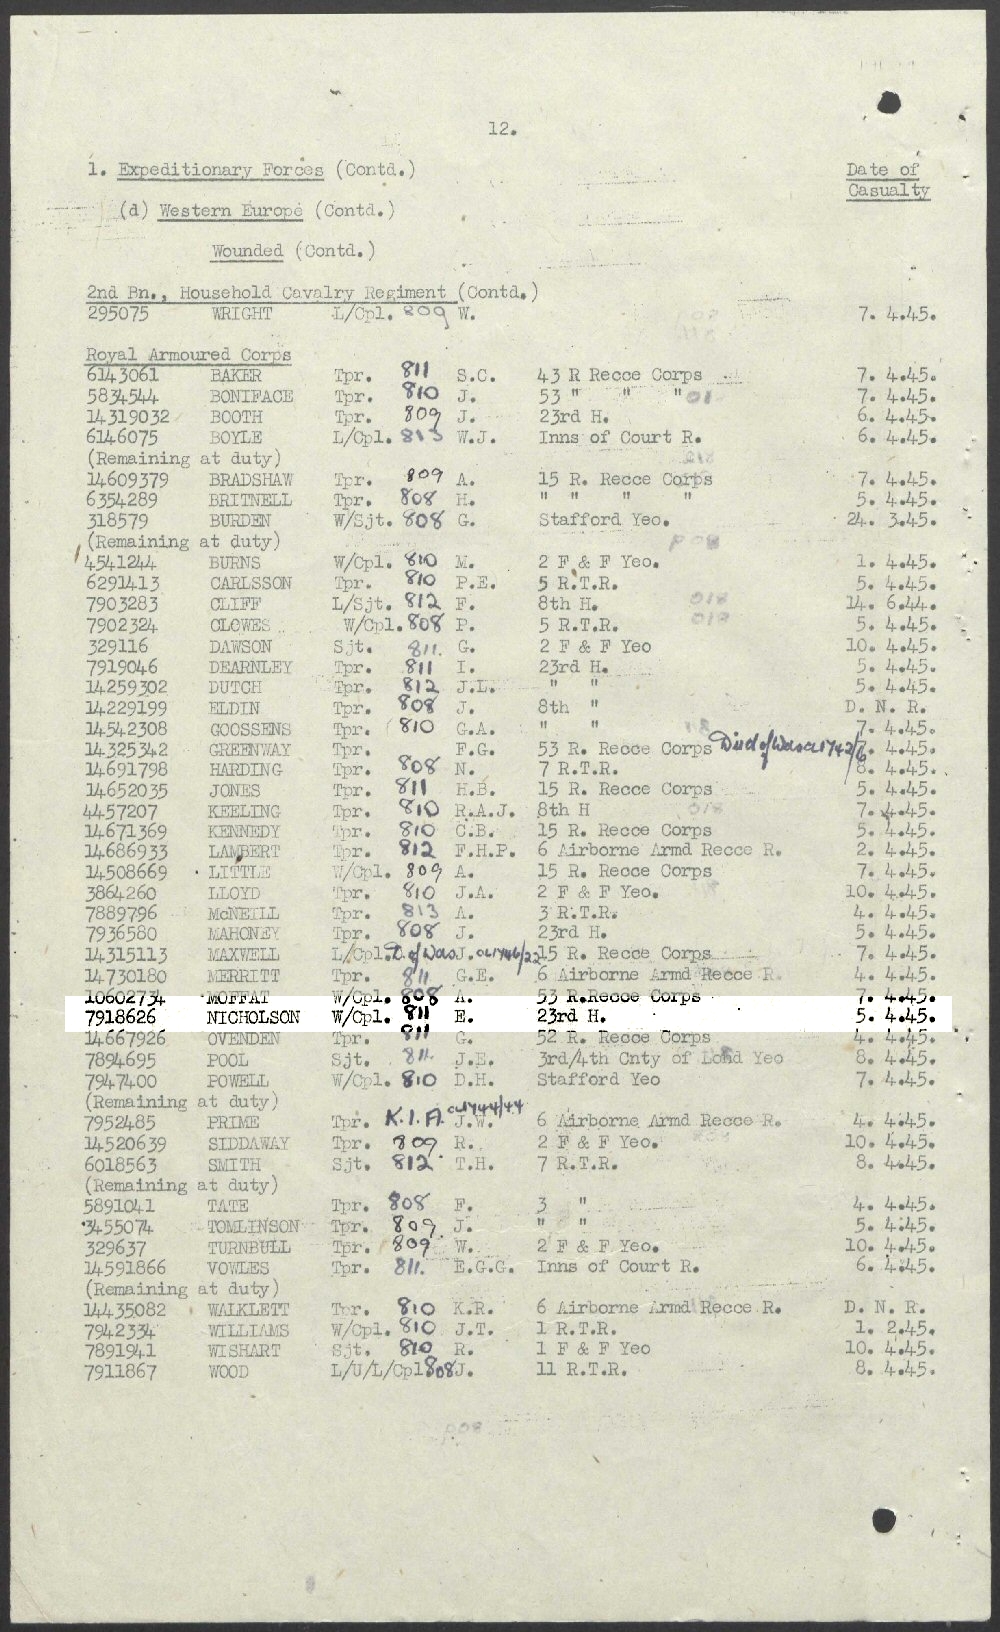 12.
1. Expeditionary Forces (Contd.) Date of
Casualty
(d) Western Europe (Contd.)
Wounded (Contd.)
2nd Bn., Household Cavalry Regiment (Contd.)
295075 WRIGHT L/Cpl. 809 W. 7. 4.45.
Royal Armoured Corps
6143061 BAKER Tpr. 811 S.C. 43 R Recce Corps 7. 4.45.
5834544 BONIFACE Tpr. 810 J. 53 " " " 7. 4.45.
14319032 BOOTH Tpr. 809 J. 23rd H. 6. 4.45.
6146075 BOYLE L/Cpl. 813 W.J. Inns of Court R. 6. 4.45.
(Remaining at duty)
14609379 BRADSHAW Tpr. 809 A. 15 R. Recce Corps 7. 4.45.
6354289 BRITNELL Tpr. 808 H. " " " " 5. 4.45.
318579 BURDEN W/Sjt. 808 G. Stafford Yeo. 24. 3.45.
(Remaining at duty)
4541244 BURNS W/Cpl. 810 M. 2 F & F Yeo. 1. 4.45.
6291413 CARLSSON Tpr. 810 P.E. 5 R.T.R. 5. 4.45.
7903283 CLIFF L/Sjt. 812 F. 8th H. 14. 6.44.
7902324 CLOWES W/Cpl. 808 P. 5 R.T.R. 5. 4.45.
329116 DAWSON Sjt. 811. G. 2 F & F Yeo 10. 4.45.
7919046 DEARNLEY Tpr. 811 I. 23rd H. 5. 4.45.
14259302 DUTCH Tpr. 812 J.L. " " 5. 4.45.
14229199 ELDIN Tpr. 808 J. 8th " D. N. R.
14542308 GOOSSENS Tpr. 810 G.A. " " 7. 4.45.
14325342 GREENWAY Tpr. F.G. 53 R. Recce Corps Died of Wds 7. 4.45.
14691798 HARDING Tpr. 808 N. 7 R.T.R. 8. 4.45.
14652035 JONES Tpr. 811 H.B. 15 R. Recce Corps 5. 4.45.
4457207 KEELING Tpr. 810 R.A.J. 8th H 7. 4.45.
14671369 KENNEDY Tpr. 810 C.B. 15 R. Recce Corps 5. 4.45.
14686933 LAMBERT Tpr. 812 F.H.P. 6 Airborne Armd Recce R. 2. 4.45.
14508669 LITTLE W/Cpl. 809 A. 15 R. Recce Corps 7. 4.45.
3864260 LLOYD Tpr. 810 J.A. 2 F & F Yeo. 10. 4.45.
7889796 McNEILL Tpr. 813 A. 3 R.T.R. 4. 4.45.
7936580 MAHONEY Tpr. 808 J. 23rd H. 5. 4.45.
14315113 MAXWELL L/Cpl. D. of Wds J. 15 R. Recce Corps 7. 4.45.
14730180 MERRITT Tpr. 811 G.E. 6 Airborne Armd Recce R. 4. 4.45.
10602734 MOFFAT W/Cpl. 808 A. 53 R.Recce Corps 7. 4.45.
7918626 NICHOLSON W/Cpl. 811 E. 23rd H. 5. 4.45.
14667926 OVENDEN Tpr. 811 G. 52 R. Recce Corps 4. 4.45.
7894695 POOL Sjt. 811. J.E. 3rd/4th Cnty of Lond Yeo 8. 4.45.
7947400 POWELL W/Cpl. 810 D.H. Stafford Yeo 7. 4.45.
(Remaining at duty)
7952485 PRIME Tpr. K.I.A. J.W. 6 Airborne Armd Recce R. 4. 4.45.
14520639 SIDDAWAY Tpr. 809 R. 2 F & F Yeo. 10. 4.45.
6018563 SMITH Sjt. 812 T.H. 7 R.T.R. 8. 4.45.
(Remaining at duty)
5891041 TATE Tpr. 808 F. 3 " 4. 4.45.
3455074 TOMLINSON Tpr. 809 J. " " 5. 4.45.
329637 TURNBULL Tpr. 809 W. 2 F & F Yeo. 10. 4.45.
14591866 VOWLES Tpr. 811. E.G.G. Inns of Court R. 6. 4.45.
(Remaining at duty)
14435082 WALKLETT Tpr. 810 K.R. 6 Airborne Armd Recce R. D. N. R.
7942334 WILLIAMS W/Cpl. 810 J.T. 1 R.T.R. 1. 2.45.
7891941 WISHART Sjt. 810 R. 1 F & F Yeo 10. 4.45.
7911867 WOOD L/U/L/Cpl 808 J. 11 R.T.R. 8. 4.45.